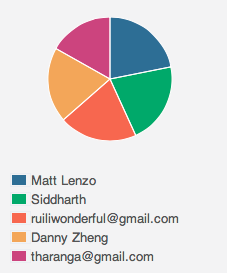 Matt Lenzo
Siddharth
ruiliwonderful@gmail.com
Danny Zheng
tharanga@gmail.com